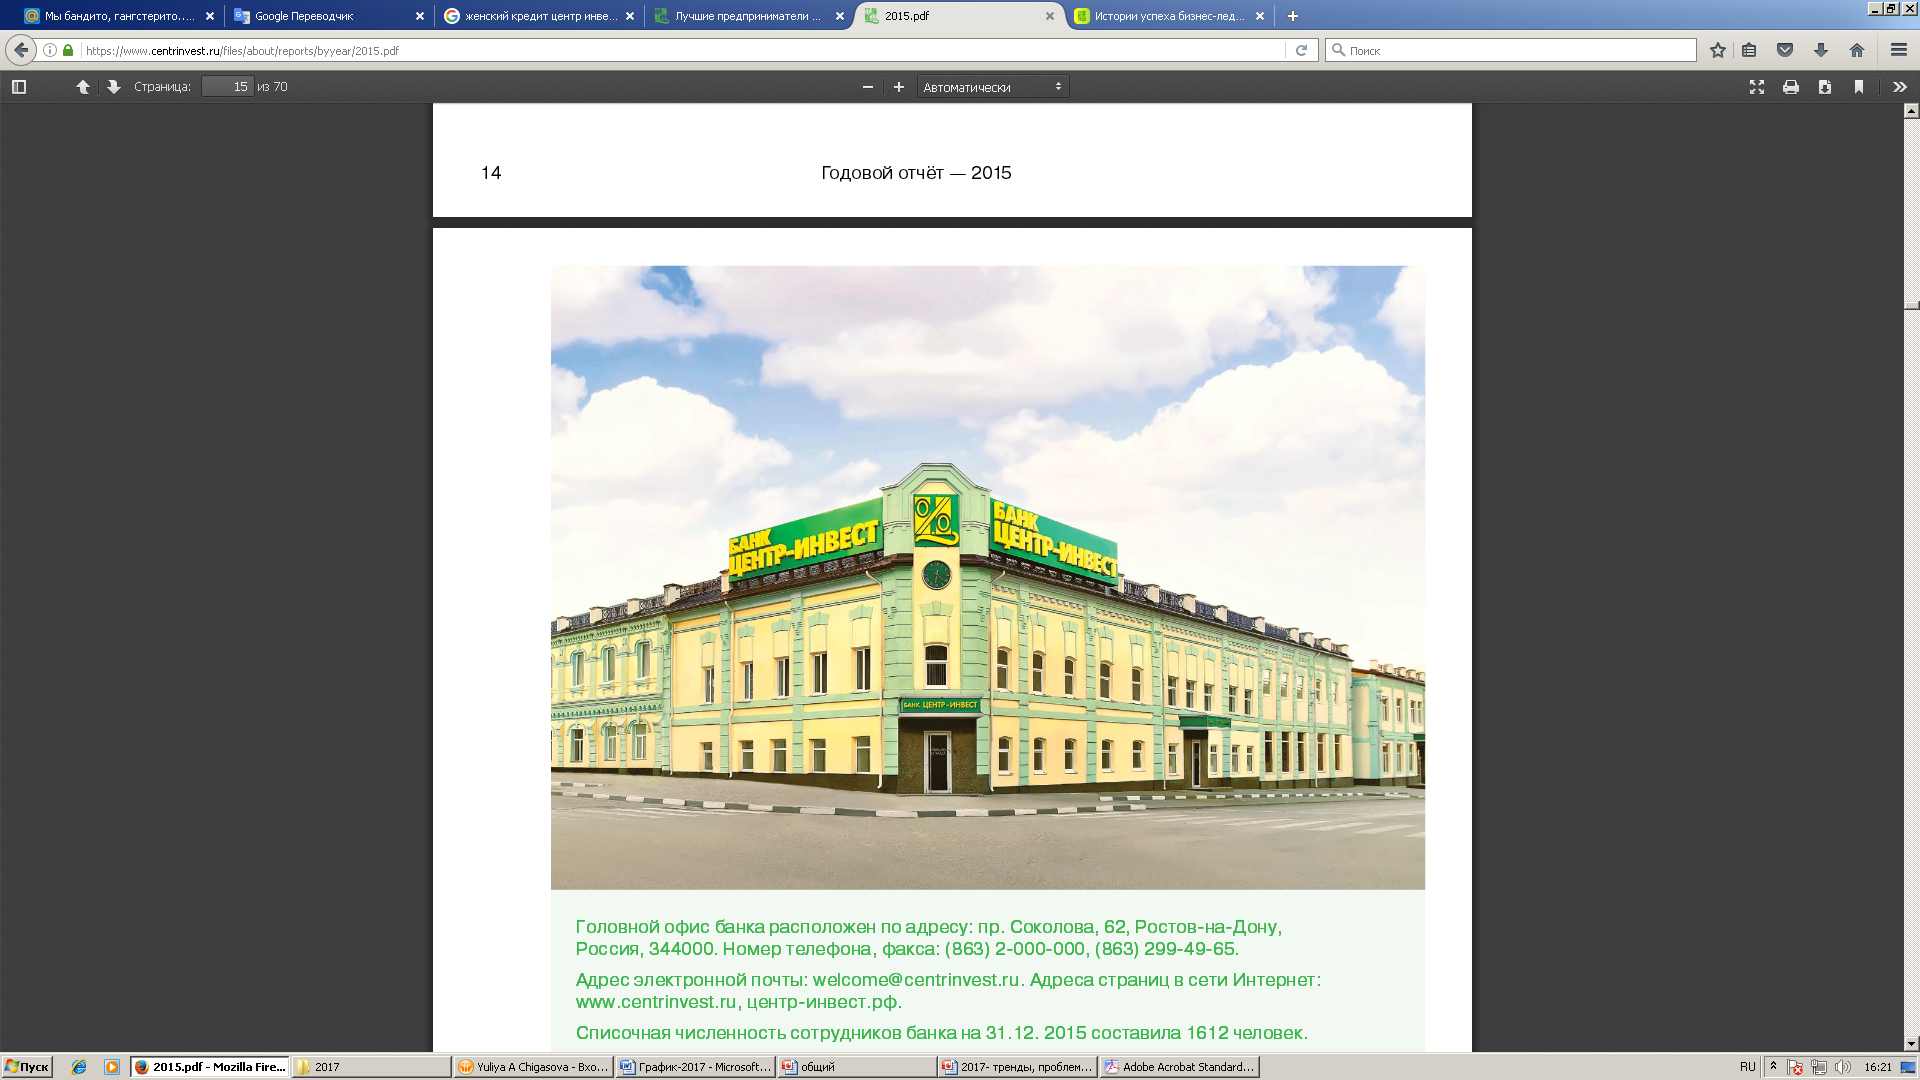 Мы бандито, гангстерито..…
Google Переводчик
женский кредит центр инве…
Лучшие предприниматели …
2015.pdf
Истории успеха бизнес-лед…
https://www.centrinvest.ru/files/about/reports/byyear/2015.pdf
Поиск
Страница: 15 из 70
Автоматически
14
Годовой отчёт — 2015
БАНК
ЦЕНТР-ИНВЕСТ
БАНК
ЦЕНТР-ИНВЕСТ
БАНК ЦЕНТР-ИНВЕСТ
Головной офис банка расположен по адресу: пр. Соколова, 62, Ростов-на-Дону,
Россия, 344000. Номер телефона, факса: (863) 2-000-000, (863) 299-49-65.
Адрес электронной почты: welcome@centrinvest.ru. Адреса страниц в сети Интернет:
www.centrinvest.ru, центр-инвест.рф.
Списочная численность сотрудников банка на 31.12. 2015 составила 1612 человек.
Пуск
2015.pdf - Mozilla Fire...
2017
Yuliya A Chigasova - Вхо...
График-2017 - Microsoft...
общий
2017- тренды, проблем...
Adobe Acrobat Standard...
RU
16:21